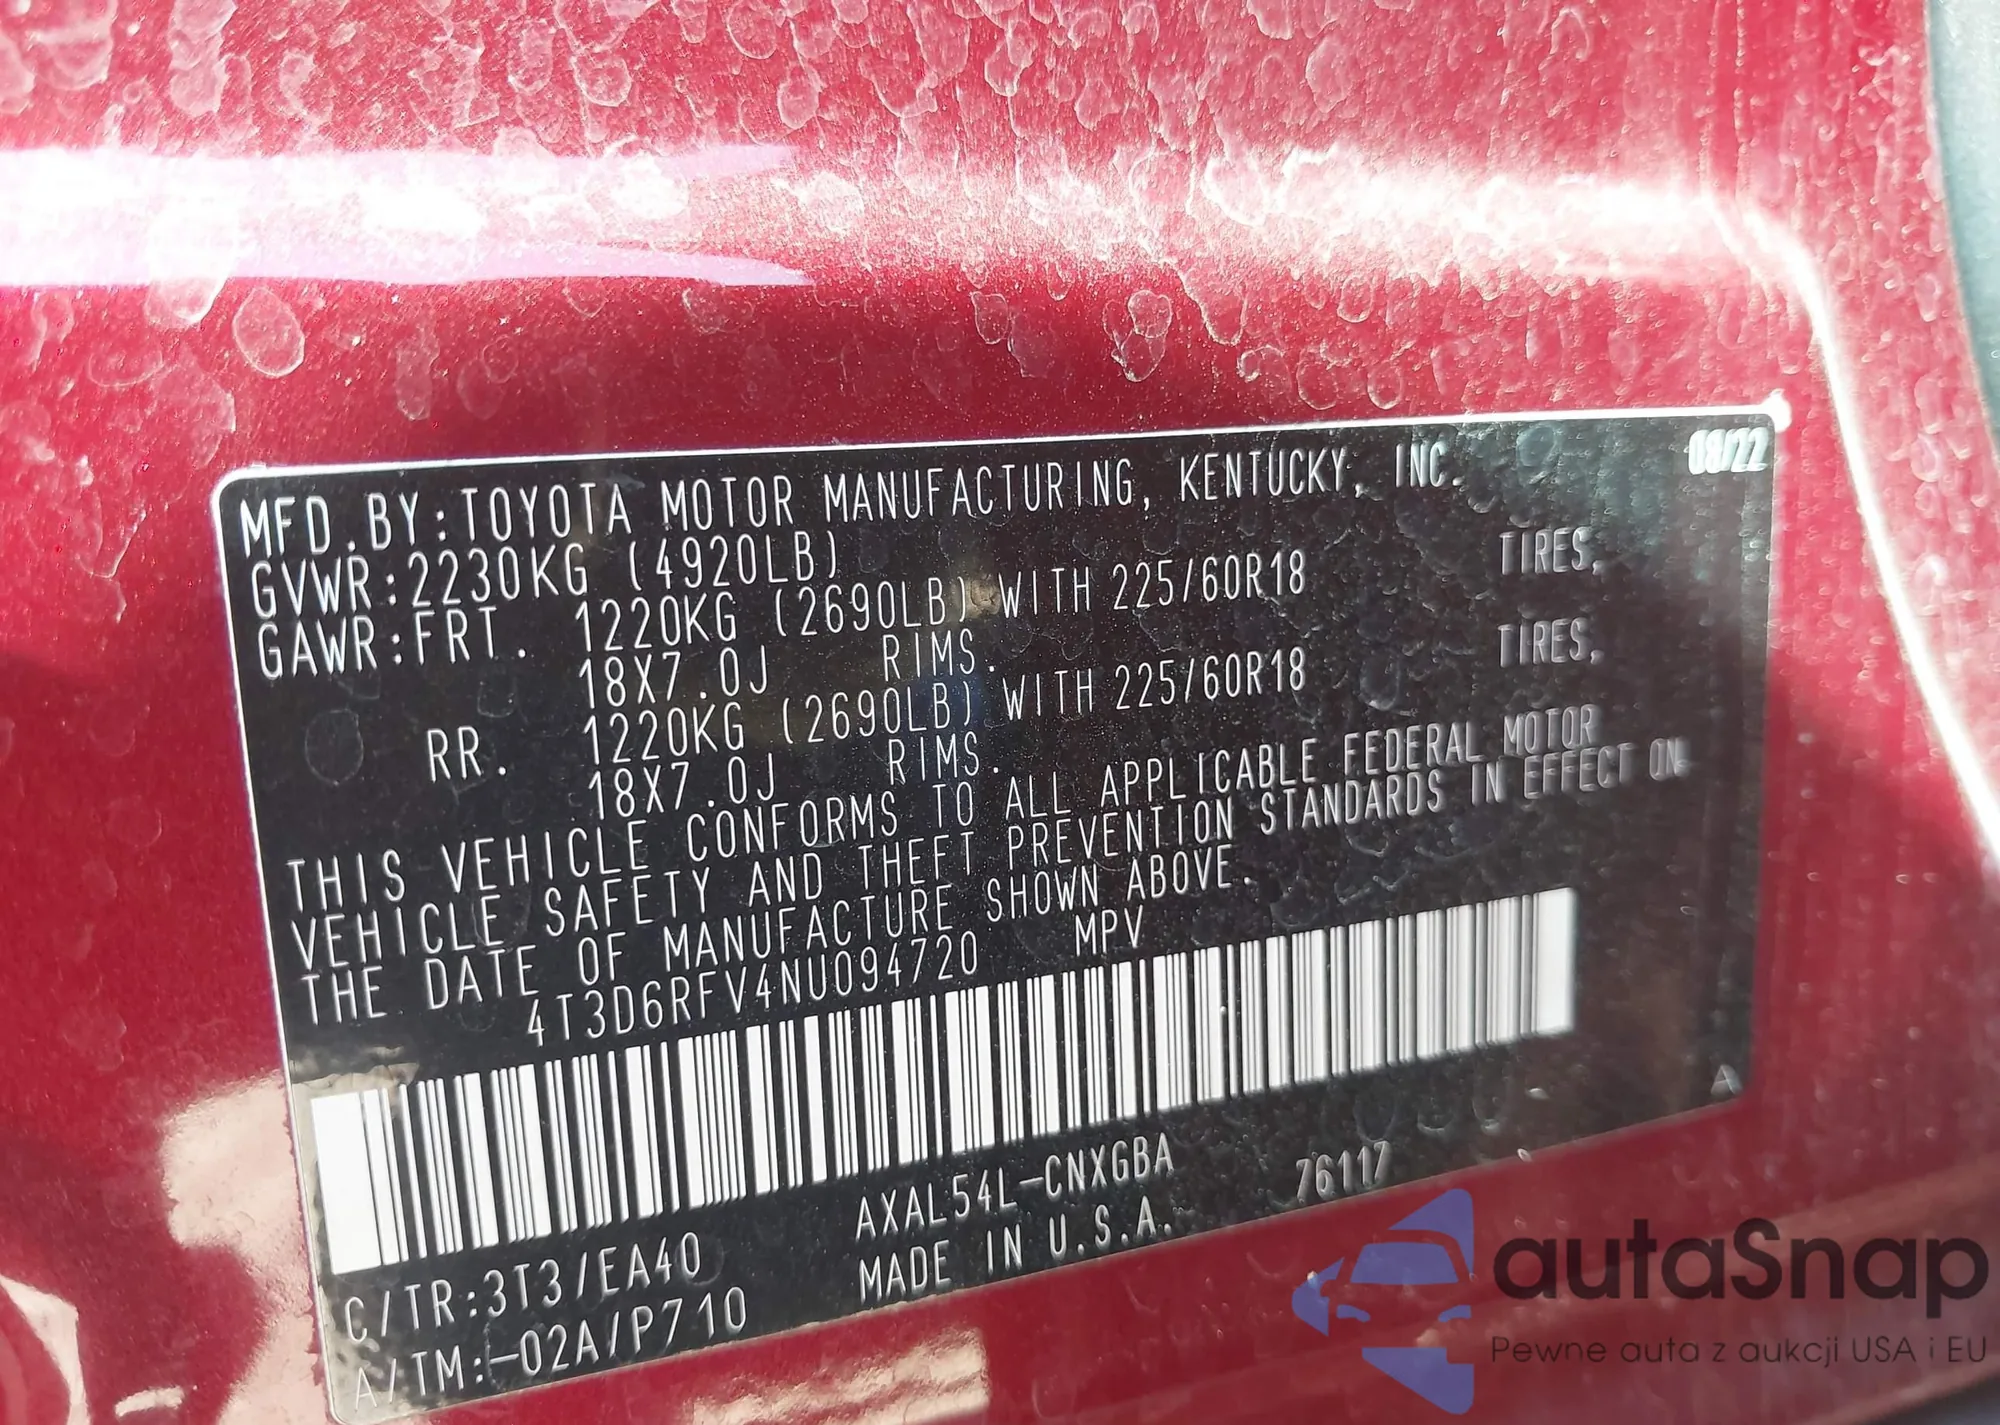 08/22
MFD.BY:TOYOTA MOTOR MANUFACTURING, KENTUCKY, INC.
GVWR:2230KG (4920LB)
GAWR:FRT. 1220KG (2690LB) WITH 225/60R18 TIRES,
18X7.0J RIMS.
RR. 1220KG (2690LB) WITH 225/60R18 TIRES,
18X7.0J RIMS.
THIS VEHICLE CONFORMS TO ALL APPLICABLE FEDERAL MOTOR
VEHICLE SAFETY AND THEFT PREVENTION STANDARDS IN EFFECT ON
THE DATE OF MANUFACTURE SHOWN ABOVE.
4T3D6RFV4NU094720 MPV
A
AXAL54L-CNXGBA 76117
C/TR:3T3/EA40 MADE IN U.S.A.
A/TM:-02A/P710
autaSnap
Pewne auta z aukcji USA i EU